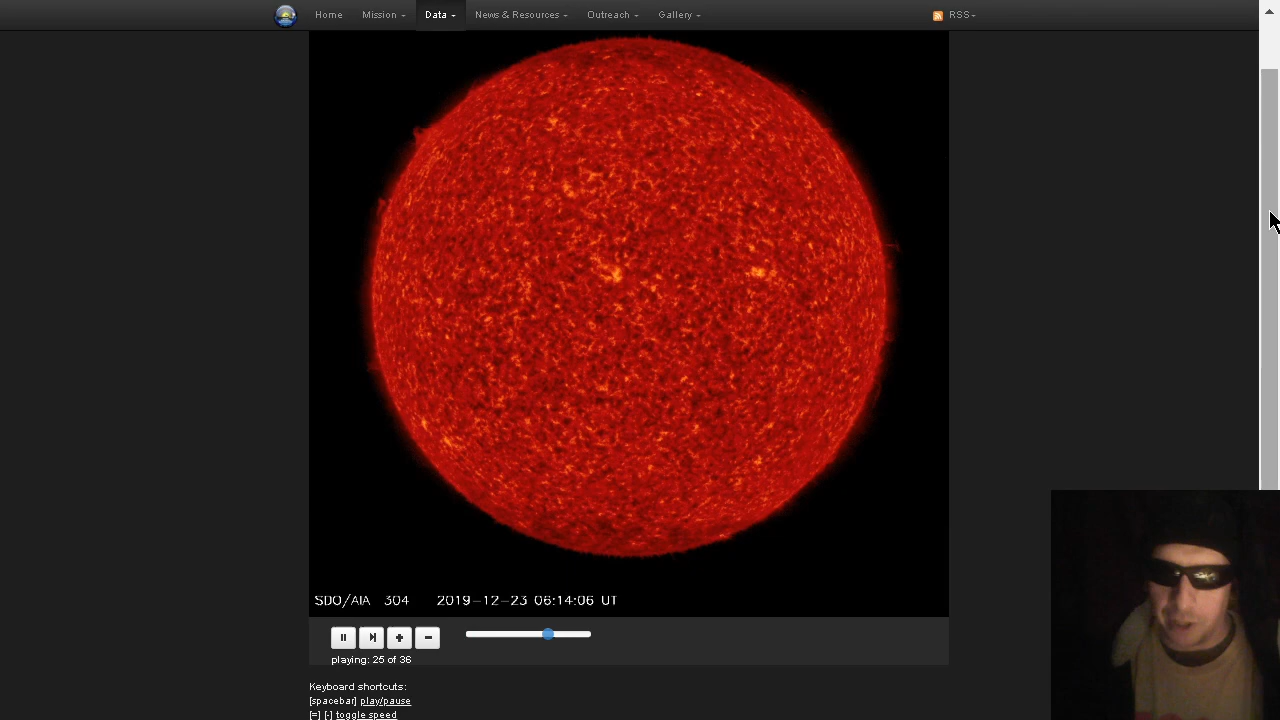 Home Mission Data News & Resources Outreach Gallery RSS
SDO/AIA 304 2019-12-23 06:14:06 UT
playing: 25 of 36
Keyboard shortcuts:
[spacebar] play/pause
[=] [-] toggle speed